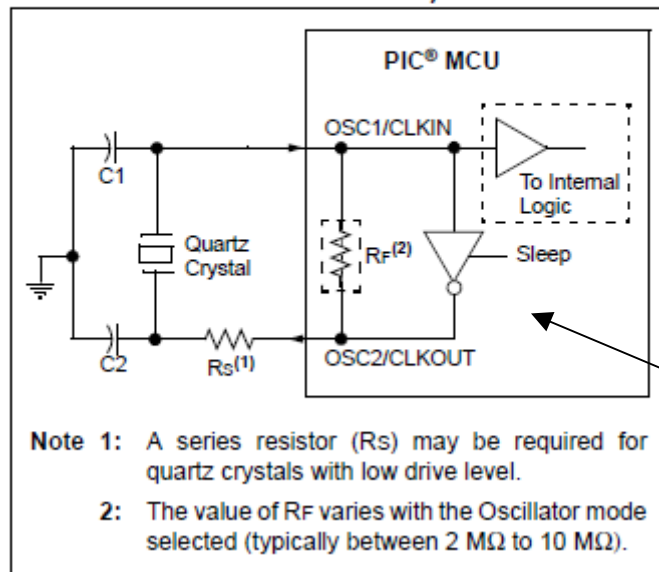 PIC® MCU
OSC1/CLKIN
C1
To Internal
Logic
Quartz
Crystal
RF(2)
Sleep
C2
RS(1)
OSC2/CLKOUT
Note 1: A series resistor (RS) may be required for
quartz crystals with low drive level.
2: The value of RF varies with the Oscillator mode
selected (typically between 2 MΩ to 10 MΩ).